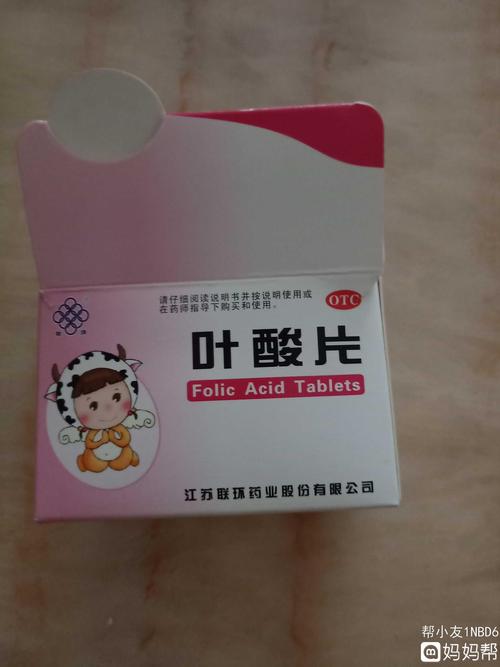 请仔细阅读说明书并按说明使用或
在药师指导下购买和使用。
OTC
叶酸片
Folic Acid Tablets
江苏联环药业股份有限公司
帮小友1NBD6
妈妈帮